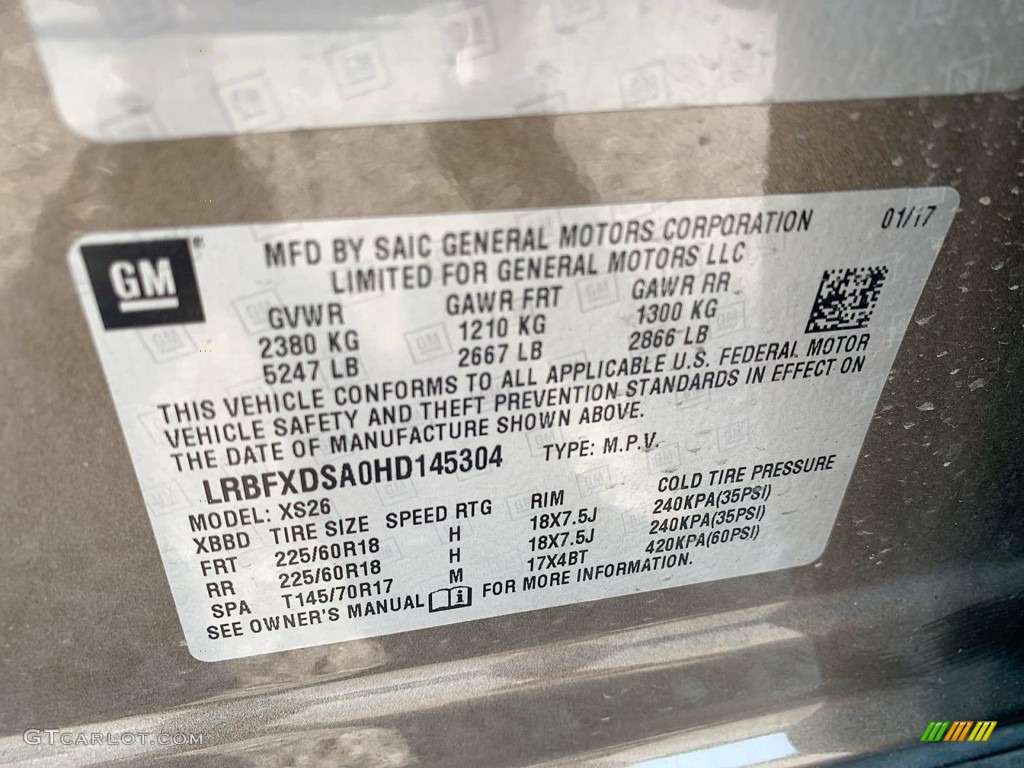 GM®
MFD BY SAIC GENERAL MOTORS CORPORATION 01/17
LIMITED FOR GENERAL MOTORS LLC
GVWR GAWR FRT GAWR RR
2380 KG 1210 KG 1300 KG
5247 LB 2667 LB 2866 LB
THIS VEHICLE CONFORMS TO ALL APPLICABLE U.S. FEDERAL MOTOR
VEHICLE SAFETY AND THEFT PREVENTION STANDARDS IN EFFECT ON
THE DATE OF MANUFACTURE SHOWN ABOVE.
LRBFXDSA0HD145304 TYPE: M.P.V.
MODEL: XS26
XBBD TIRE SIZE SPEED RTG RIM COLD TIRE PRESSURE
FRT 225/60R18 H 18X7.5J 240KPA(35PSI)
RR 225/60R18 H 18X7.5J 240KPA(35PSI)
SPA T145/70R17 M 17X4BT 420KPA(60PSI)
SEE OWNER'S MANUAL FOR MORE INFORMATION.
GTcarlot.com